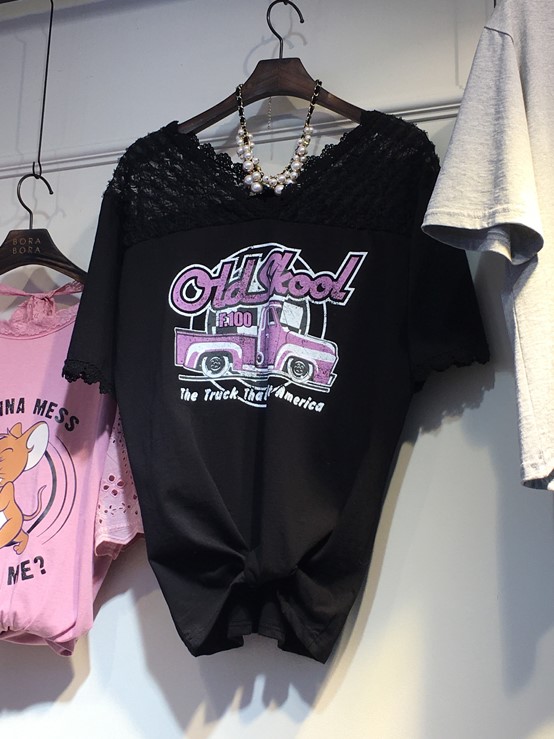 BORA
BORA
NNA MESS
ME?
Old Skool
F.100
The Truck That America